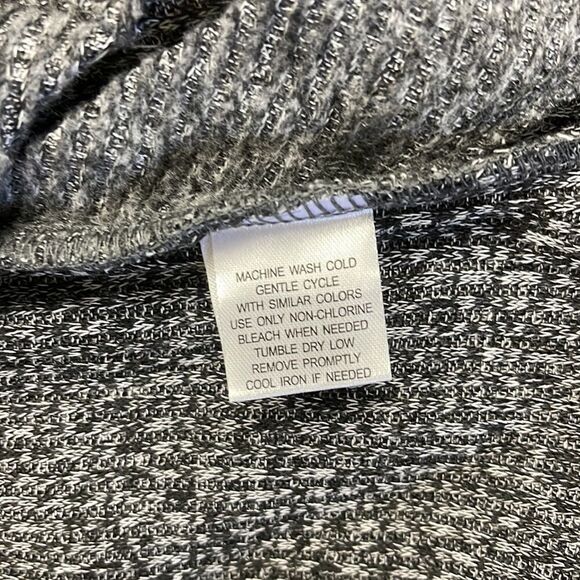 MACHINE WASH COLD
GENTLE CYCLE
WITH SIMILAR COLORS
USE ONLY NON-CHLORINE
BLEACH WHEN NEEDED
TUMBLE DRY LOW
REMOVE PROMPTLY
COOL IRON IF NEEDED